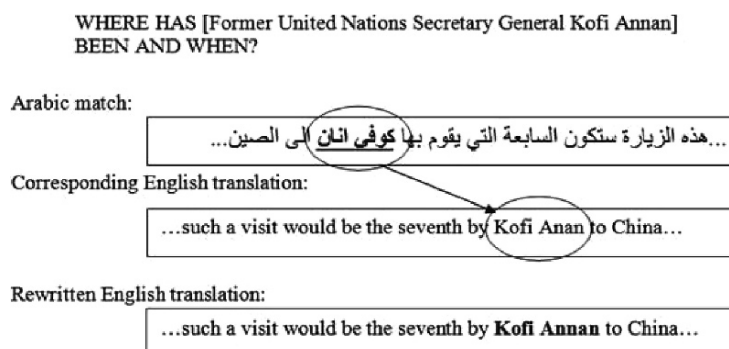 WHERE HAS [Former United Nations Secretary General Kofi Annan]
BEEN AND WHEN?
Arabic match:
...هذه الزيارة ستكون السابعة التي يقوم بها كوفي انان الى الصين...
Corresponding English translation:
...such a visit would be the seventh by Kofi Anan to China...
Rewritten English translation:
...such a visit would be the seventh by Kofi Annan to China...